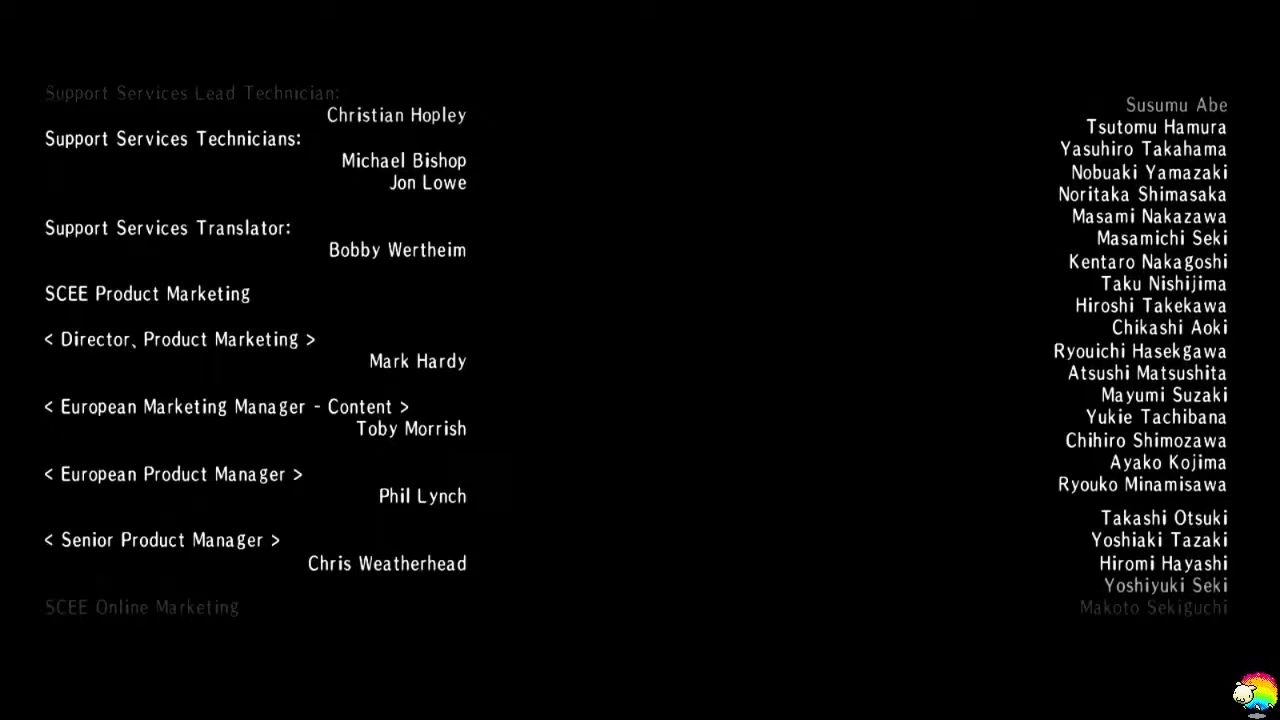 Support Services Lead Technician:
Christian Hopley
Support Services Technicians:
Michael Bishop
Jon Lowe
Support Services Translator:
Bobby Wertheim
SCEE Product Marketing
< Director、Product Marketing >
Mark Hardy
< European Marketing Manager - Content >
Toby Morrish
< European Product Manager >
Phil Lynch
< Senior Product Manager >
Chris Weatherhead
SCEE Online Marketing
Susumu Abe
Tsutomu Hamura
Yasuhiro Takahama
Nobuaki Yamazaki
Noritaka Shimasaka
Masami Nakazawa
Masamichi Seki
Kentaro Nakagoshi
Taku Nishijima
Hiroshi Takekawa
Chikashi Aoki
Ryouichi Hasekgawa
Atsushi Matsushita
Mayumi Suzaki
Yukie Tachibana
Chihiro Shimozawa
Ayako Kojima
Ryouko Minamisawa
Takashi Otsuki
Yoshiaki Tazaki
Hiromi Hayashi
Yoshiyuki Seki
Makoto Sekiguchi